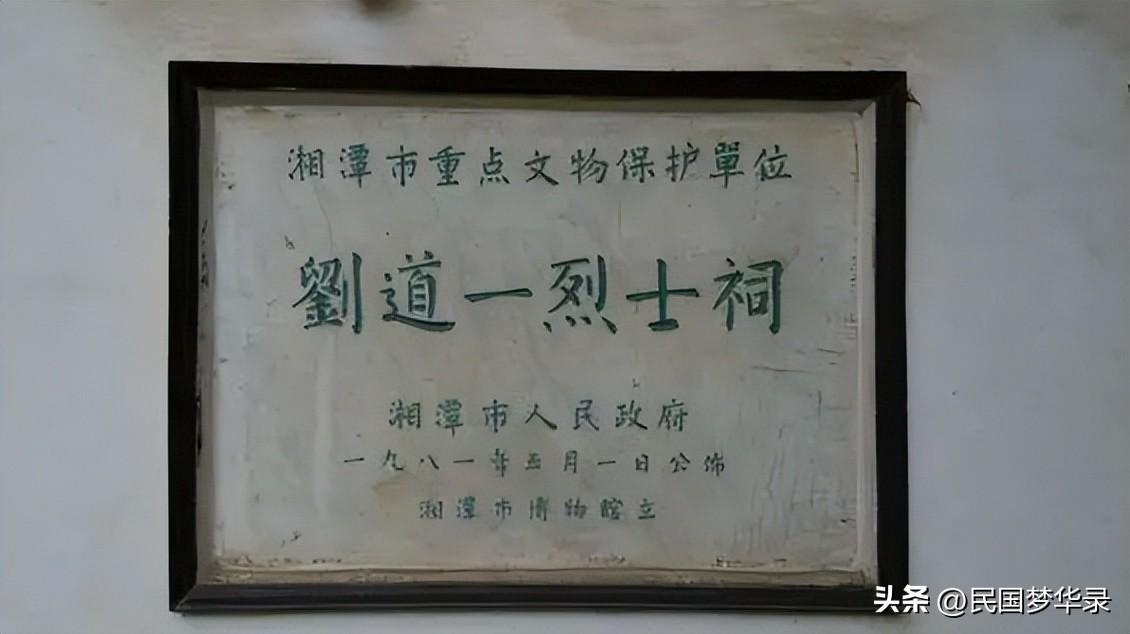 湘潭市重点文物保护單位
劉道一烈士祠
湘潭市人民政府
一九八一年五月一日公佈
湘潭市博物館立
头条 @民国梦华录